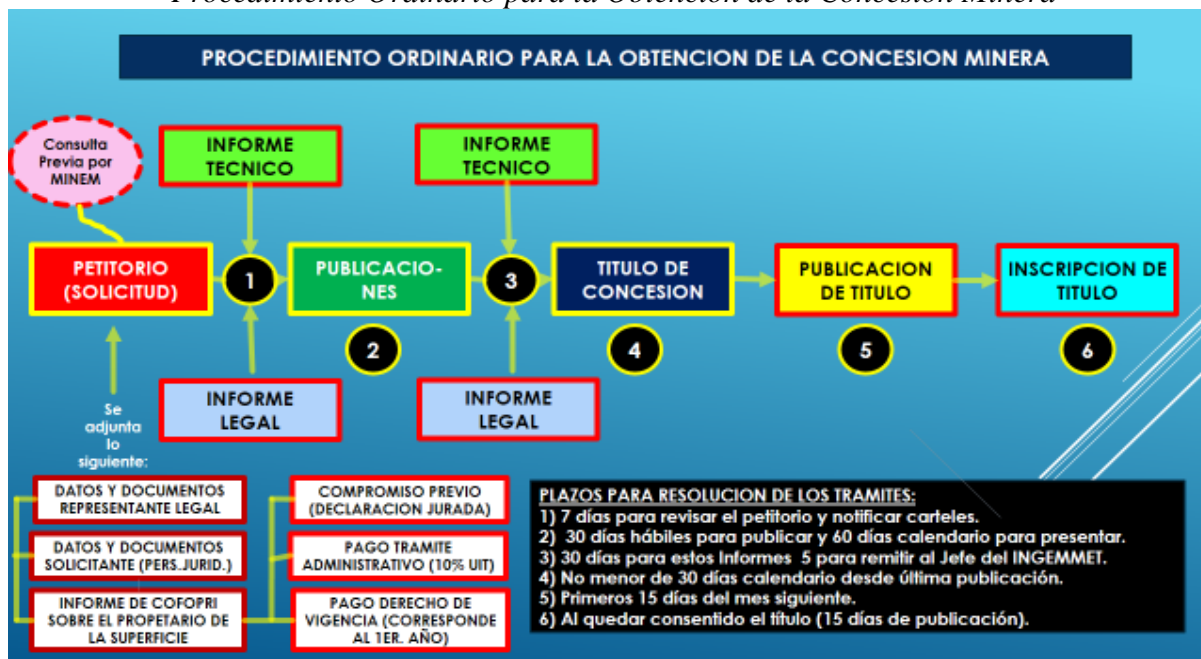 Procedimiento Ordinario para la Obtención de la Concesión Minera
PROCEDIMIENTO ORDINARIO PARA LA OBTENCION DE LA CONCESION MINERA
Consulta
Previa por
MINEM
INFORME
TECNICO
INFORME
TECNICO
PETITORIO
(SOLICITUD)
1
PUBLICACIO-
NES
3
TITULO DE
CONCESION
PUBLICACION
DE TITULO
INSCRIPCION DE
TITULO
2
4
5
6
INFORME
LEGAL
INFORME
LEGAL
Se
adjunta
lo
siguiente:
DATOS Y DOCUMENTOS
REPRESENTANTE LEGAL
DATOS Y DOCUMENTOS
SOLICITANTE (PERS.JURID.)
INFORME DE COFOPRI
SOBRE EL PROPETARIO DE
LA SUPERFICIE
COMPROMISO PREVIO
(DECLARACION JURADA)
PAGO TRAMITE
ADMINISTRATIVO (10% UIT)
PAGO DERECHO DE
VIGENCIA (CORRESPONDE
AL 1ER. AÑO)
PLAZOS PARA RESOLUCION DE LOS TRAMITES:
1) 7 días para revisar el petitorio y notificar carteles.
2) 30 días hábiles para publicar y 60 días calendario para presentar.
3) 30 días para estos Informes 5 para remitir al Jefe del INGEMMET.
4) No menor de 30 días calendario desde última publicación.
5) Primeros 15 días del mes siguiente.
6) Al quedar consentido el título (15 días de publicación).